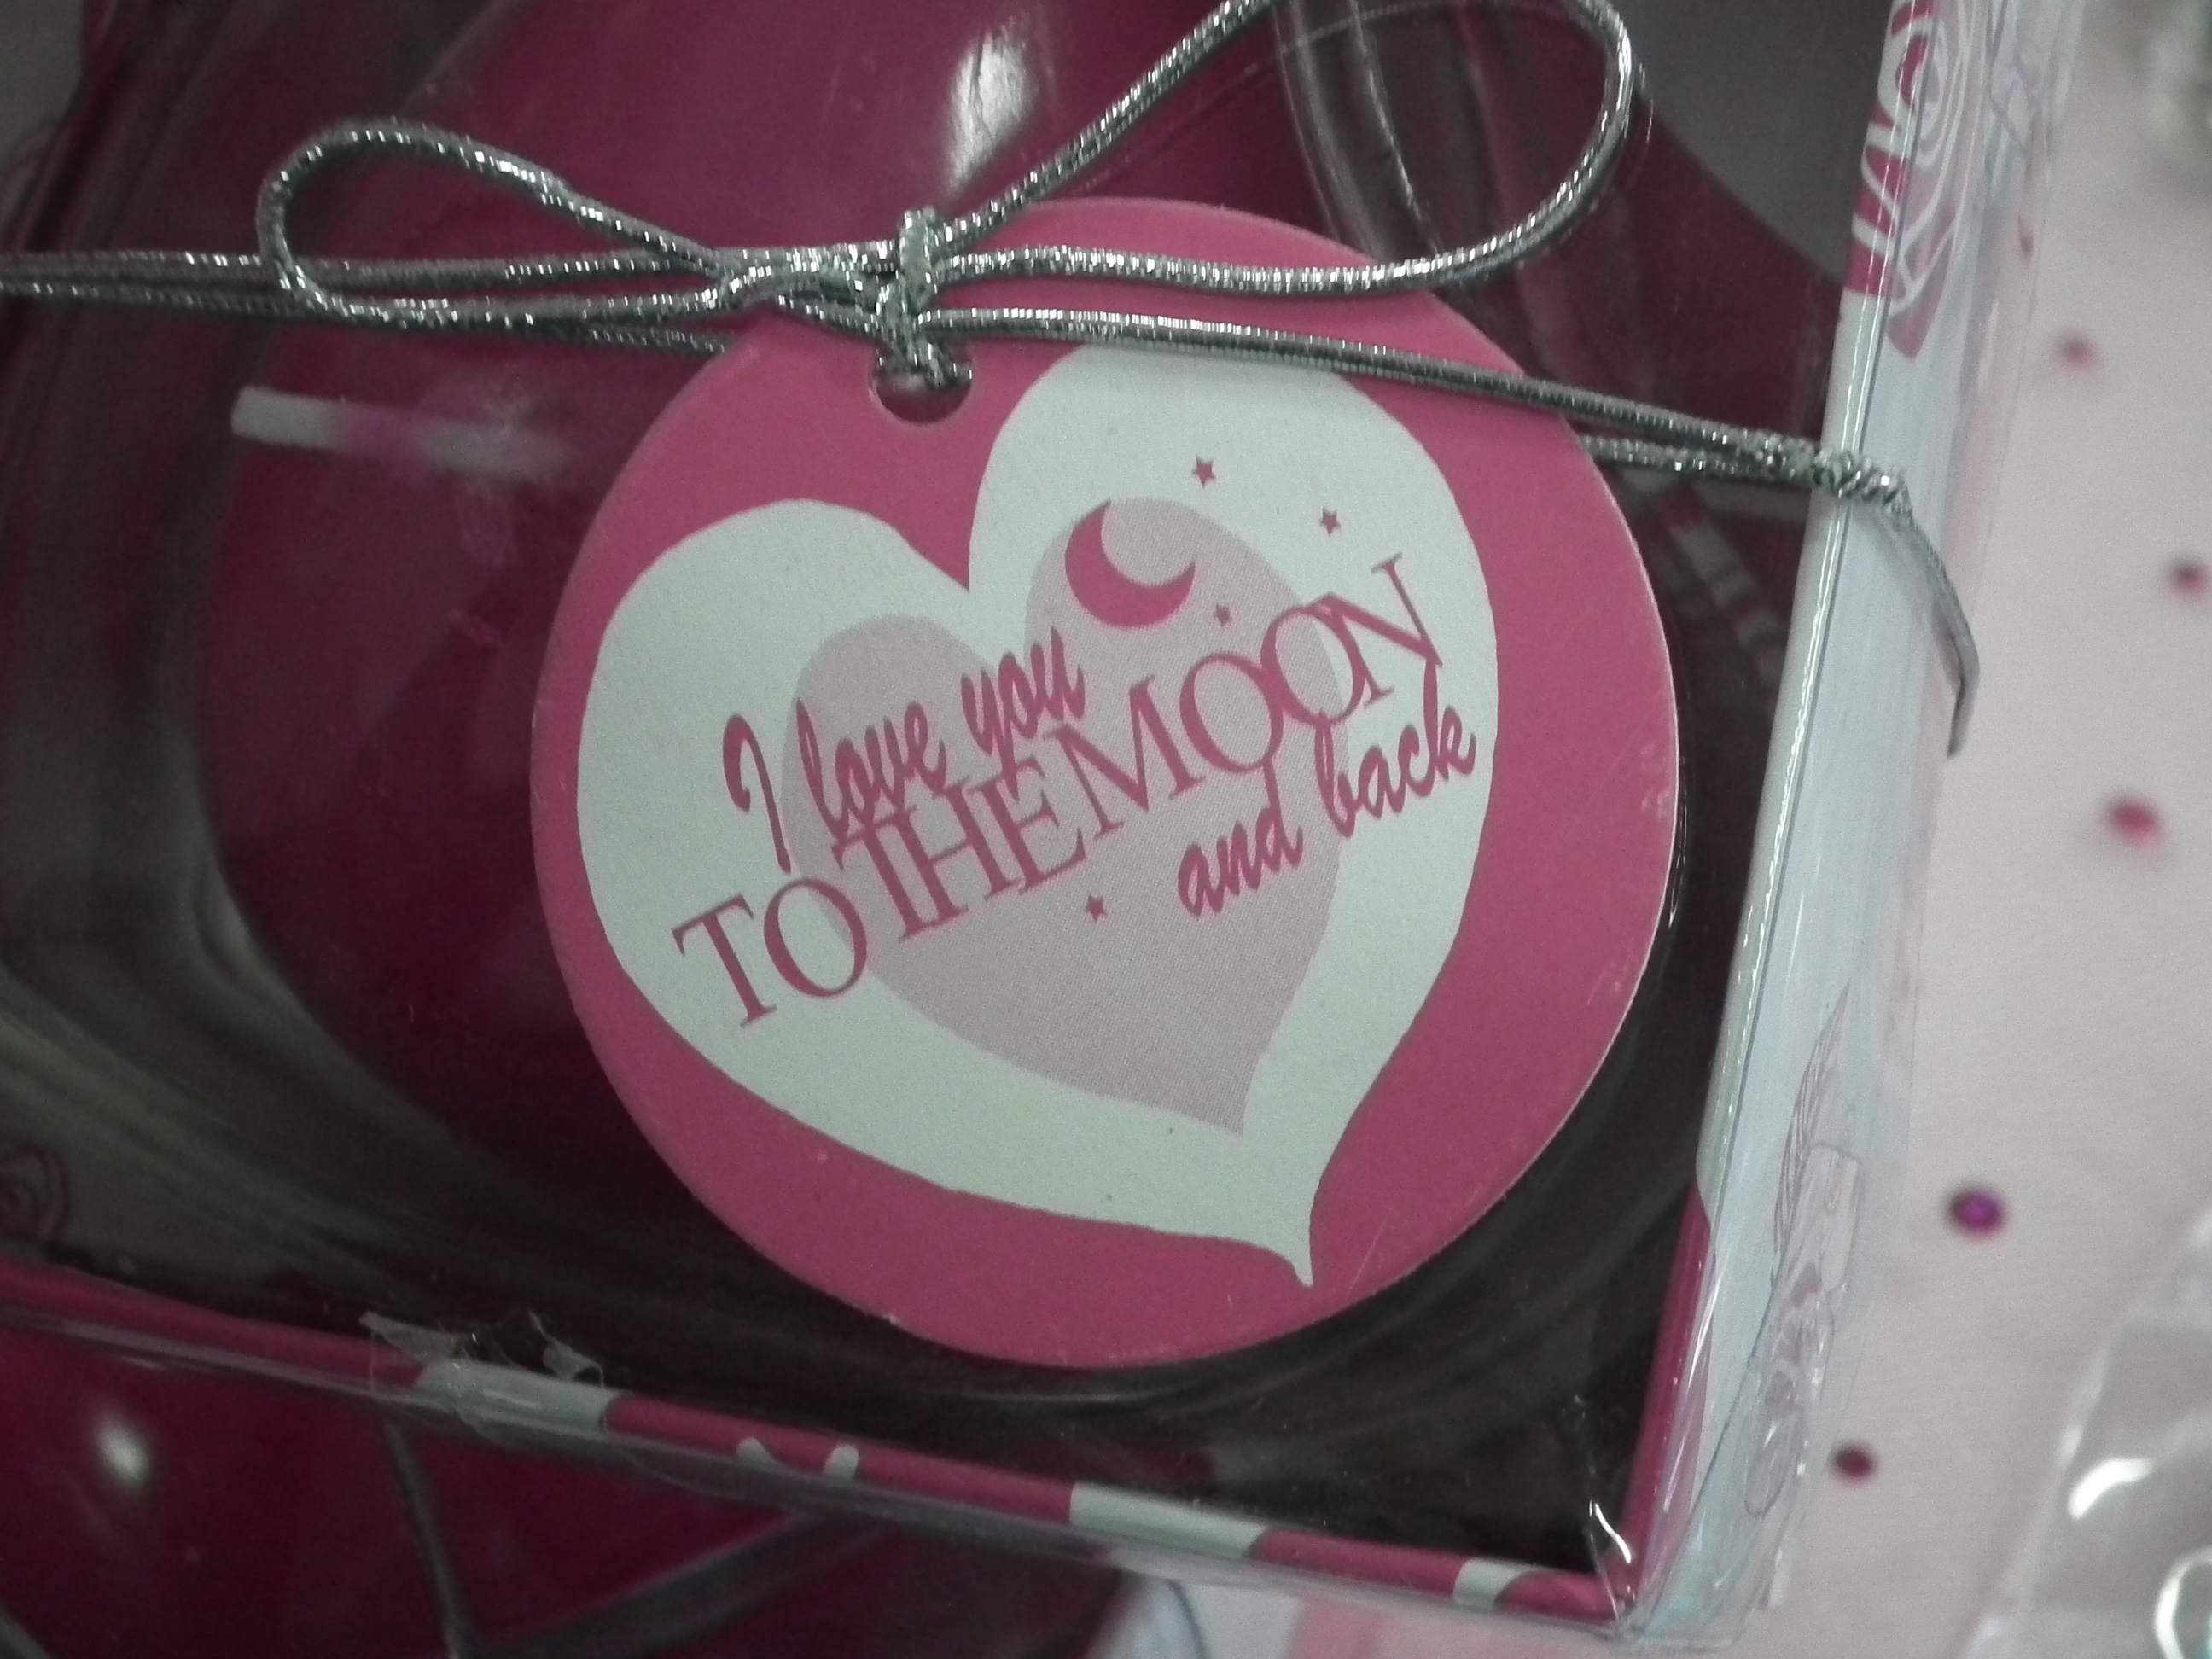 I love you
TO THE MOON
and back